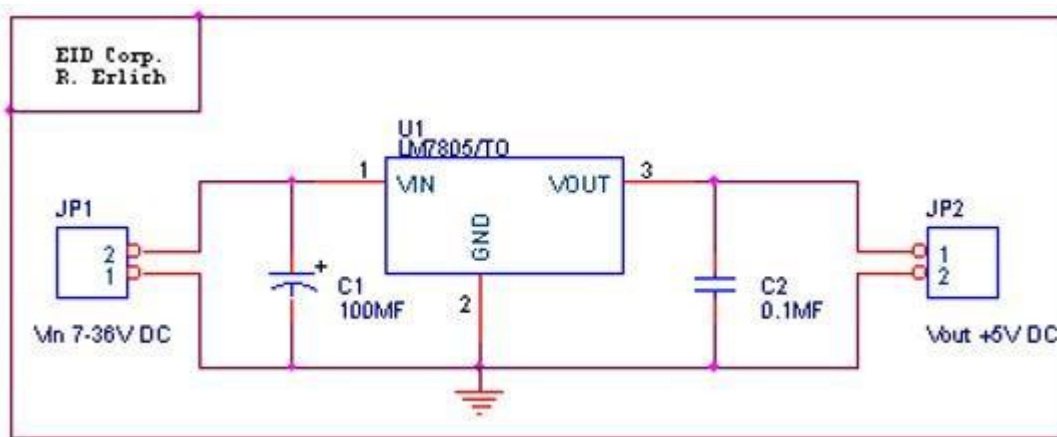 EID Corp.
R. Erlich
U1
LM7805/TO
1
VIN
VOUT
3
GND
2
JP1
2
1
Vin 7-36V DC
+
C1
100MF
C2
0.1MF
JP2
1
2
Vout +5V DC